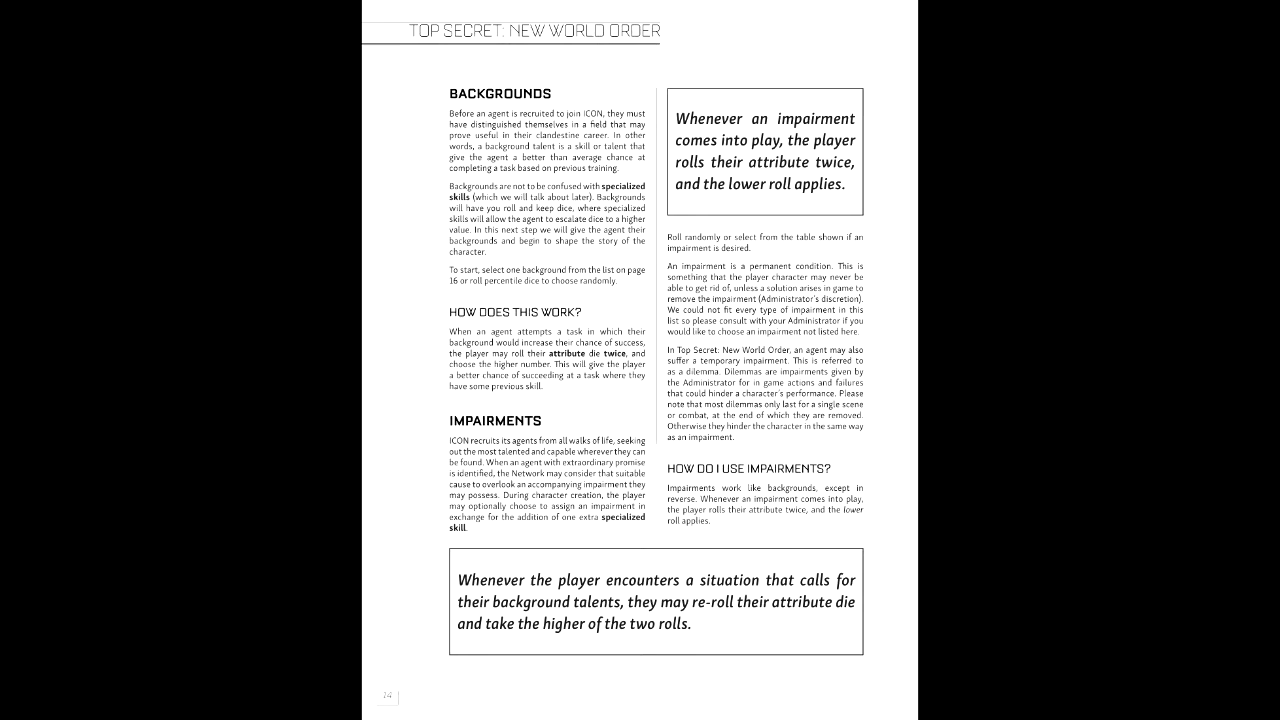 TOP SECRET: NEW WORLD ORDER
BACKGROUNDS
Before an agent is recruited to join ICON, they must
have distinguished themselves in a field that may
prove useful in their clandestine career. In other
words, a background talent is a skill or talent that
give the agent a better than average chance at
completing a task based on previous training.
Backgrounds are not to be confused with specialized
skills (which we will talk about later). Backgrounds
will have you roll and keep dice, where specialized
skills will allow the agent to escalate dice to a higher
value. In this next step we will give the agent their
backgrounds and begin to shape the story of the
character.
To start, select one background from the list on page
16 or roll percentile dice to choose randomly.
HOW DOES THIS WORK?
When an agent attempts a task in which their
background would increase their chance of success,
the player may roll their attribute die twice, and
choose the higher number. This will give the player
a better chance of succeeding at a task where they
have some previous skill.
IMPAIRMENTS
ICON recruits its agents from all walks of life, seeking
out the most talented and capable wherever they can
be found. When an agent with extraordinary promise
is identified, the Network may consider that suitable
cause to overlook an accompanying impairment they
may possess. During character creation, the player
may optionally choose to assign an impairment in
exchange for the addition of one extra specialized
skill.
Whenever an impairment
comes into play, the player
rolls their attribute twice,
and the lower roll applies.
Roll randomly or select from the table shown if an
impairment is desired.
An impairment is a permanent condition. This is
something that the player character may never be
able to get rid of, unless a solution arises in game to
remove the impairment (Administrator's discretion).
We could not fit every type of impairment in this
list so please consult with your Administrator if you
would like to choose an impairment not listed here.
In Top Secret: New World Order, an agent may also
suffer a temporary impairment. This is referred to
as a dilemma. Dilemmas are impairments given by
the Administrator for in game actions and failures
that could hinder a character's performance. Please
note that most dilemmas only last for a single scene
or combat, at the end of which they are removed.
Otherwise they hinder the character in the same way
as an impairment.
HOW DO I USE IMPAIRMENTS?
Impairments work like backgrounds, except in
reverse. Whenever an impairment comes into play,
the player rolls their attribute twice, and the lower
roll applies.
Whenever the player encounters a situation that calls for
their background talents, they may re-roll their attribute die
and take the higher of the two rolls.
14